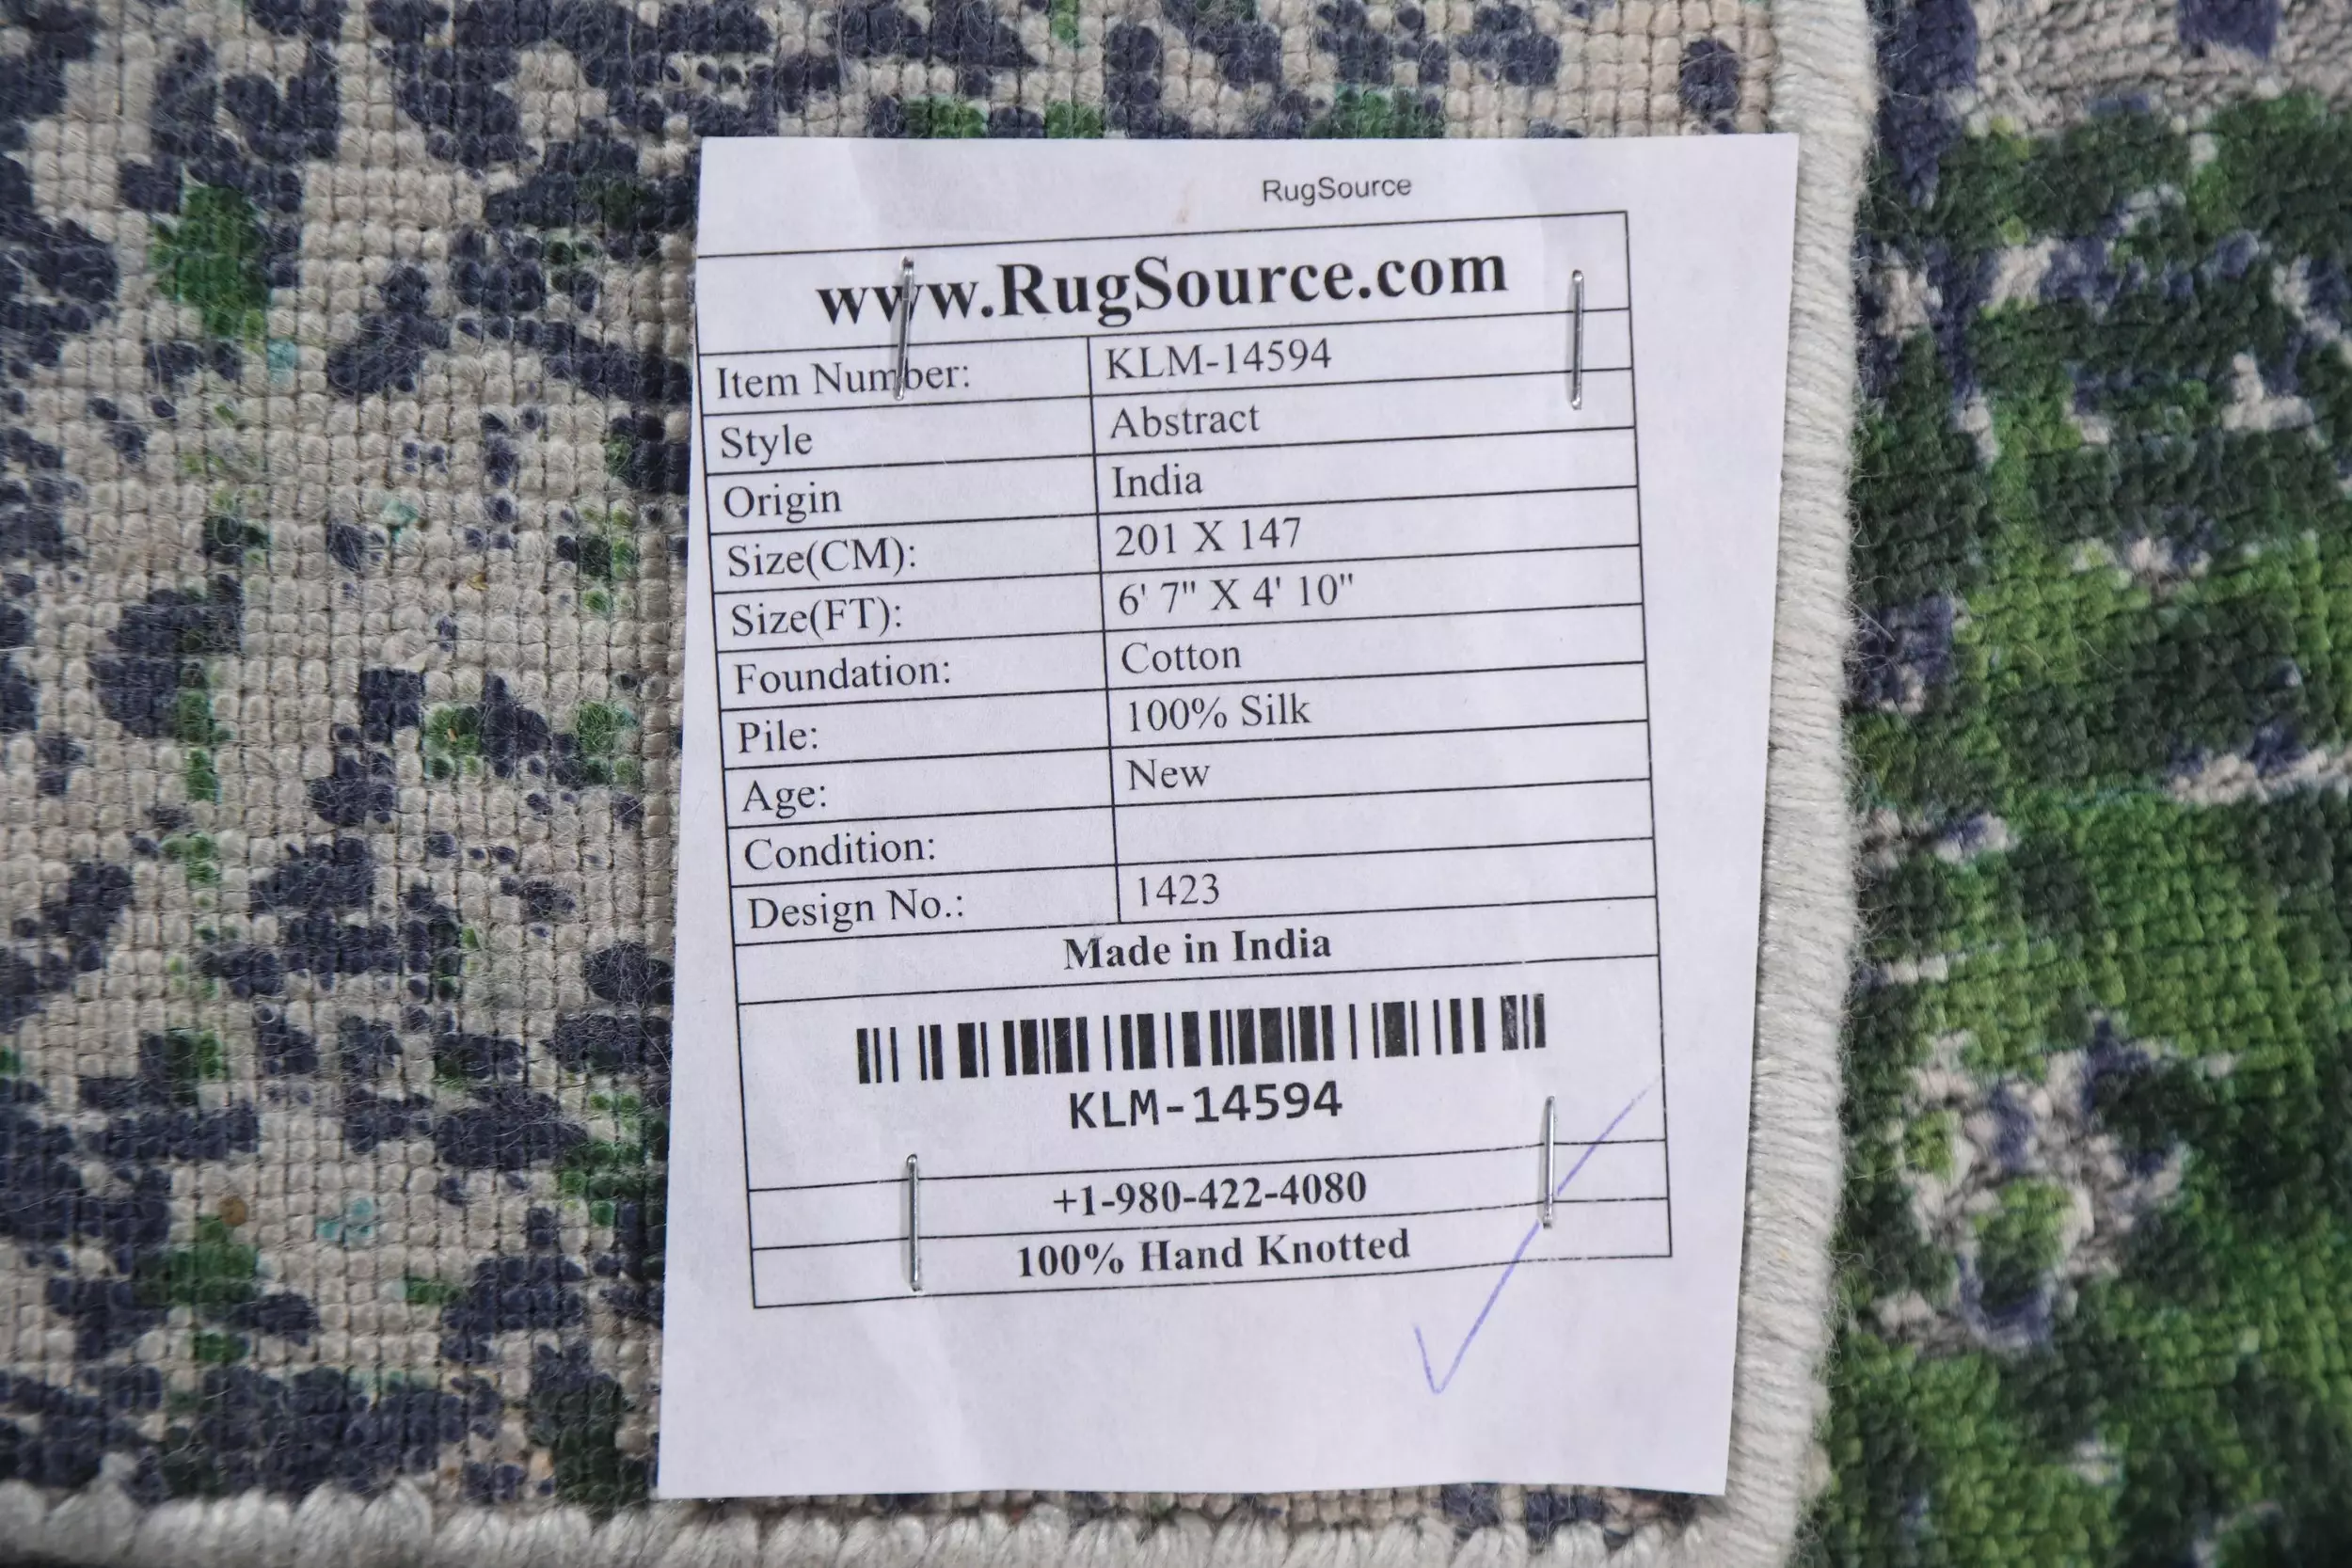 RugSource
www.RugSource.com
Item Number: KLM-14594
Style Abstract
Origin India
Size(CM): 201 X 147
Size(FT): 6' 7" X 4' 10"
Foundation: Cotton
Pile: 100% Silk
Age: New
Condition:
Design No.: 1423
Made in India
KLM-14594
+1-980-422-4080
100% Hand Knotted